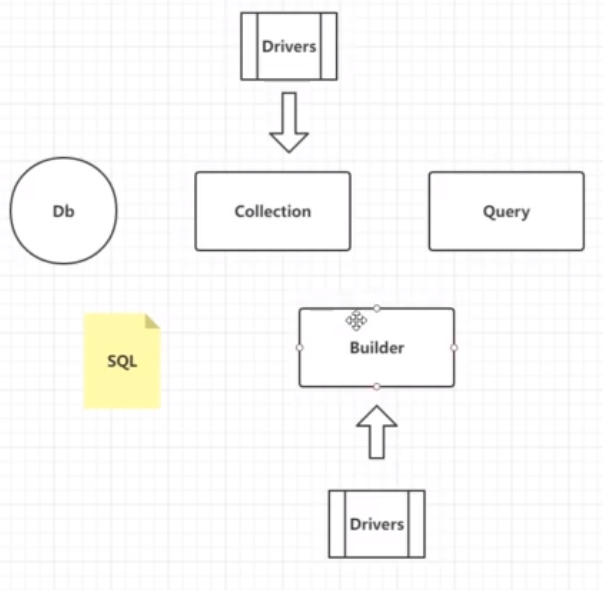 Drivers
Db
Collection
Query
Builder
SQL
Drivers